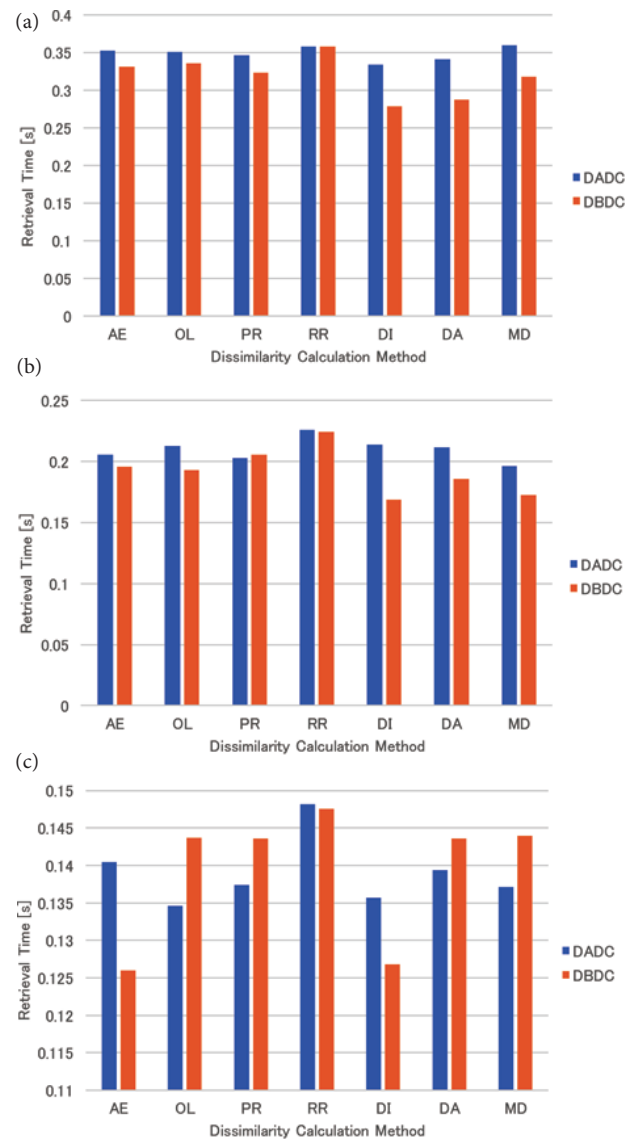 (a)
0.4
0.35
0.3
0.25
0.2
0.15
0.1
0.05
0
Retrieval Time [s]
AE OL PR RR DI DA MD
Dissimilarity Calculation Method
DADC
DBDC
(b)
0.25
0.2
0.15
0.1
0.05
0
Retrieval Time [s]
AE OL PR RR DI DA MD
Dissimilarity Calculation Method
DADC
DBDC
(c)
0.15
0.145
0.14
0.135
0.13
0.125
0.12
0.115
0.11
Retrieval Time [s]
AE OL PR RR DI DA MD
Dissimilarity Calculation Method
DADC
DBDC